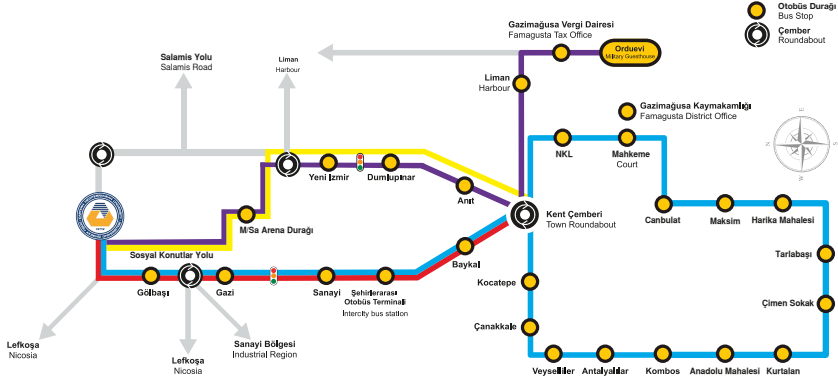 Otobüs Durağı
Bus Stop
Çember
Roundabout
Gazimağusa Vergi Dairesi
Famagusta Tax Office
Orduevi
Military Guesthouse
Salamis Yolu
Salamis Road
Liman
Harbour
Liman
Harbour
Gazimağusa Kaymakamlığı
Famagusta District Office
NKL
Mahkeme
Court
Yeni Izmir
Dumlupınar
Anıt
M/Sa Arena Durağı
Kent Çemberi
Town Roundabout
Canbulat
Maksim
Harika Mahalesi
Sosyal Konutlar Yolu
Baykal
Tarlabaşı
Gölbaşı
Gazi
Sanayi
Şehirlerarası
Otobüs Terminali
Intercity bus station
Kocatepe
Çimen Sokak
Çanakkale
Lefkoşa
Nicosia
Lefkoşa
Nicosia
Sanayi Bölgesi
Industrial Region
Veyselliler
Antalyalılar
Kombos
Anadolu Mahalesi
Kurtalan